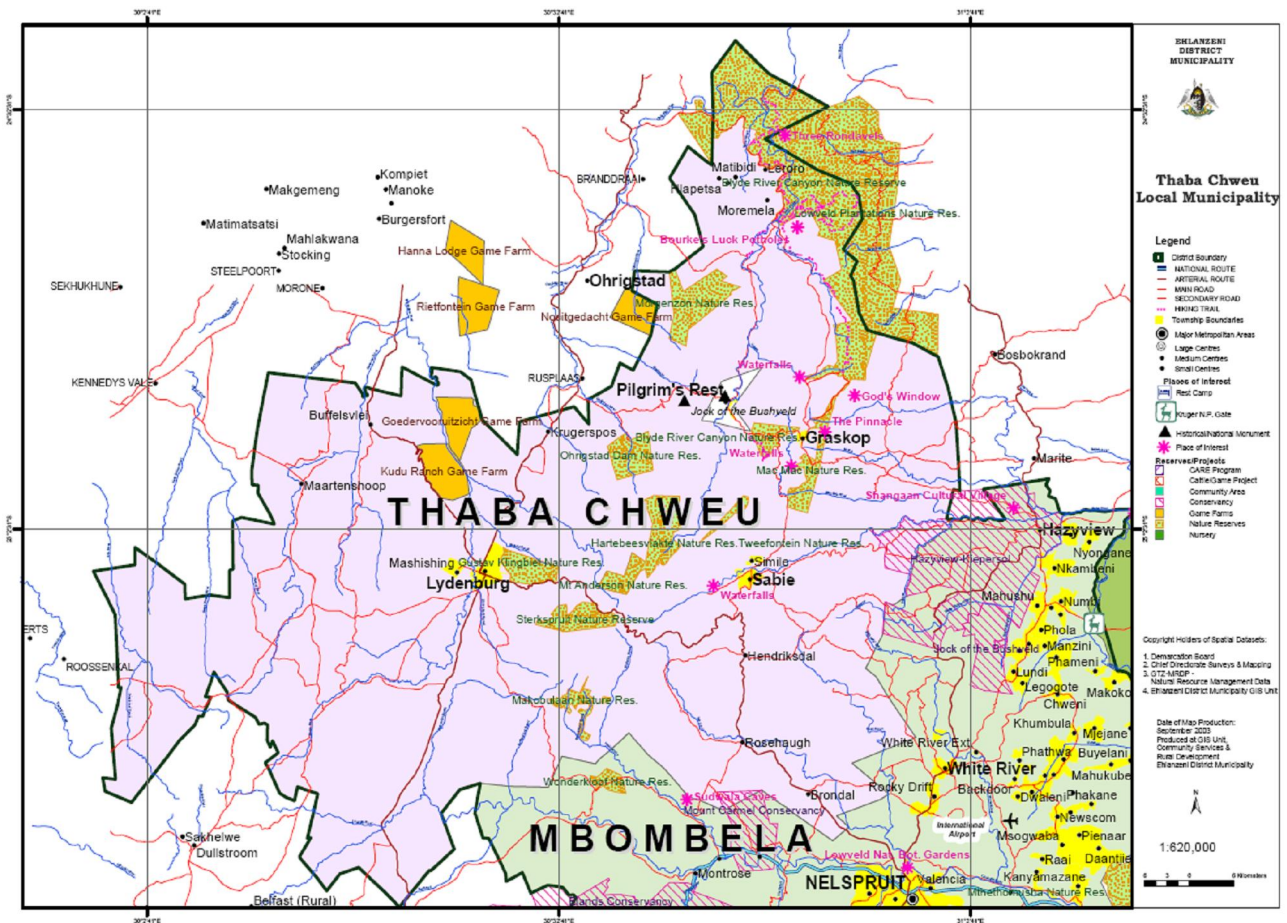 EHLANZENI
DISTRICT
MUNICIPALITY
Thaba Chweu
Local Municipality
Legend
District Boundary
NATIONAL ROUTE
ARTERIAL ROUTE
MAIN ROAD
SECONDARY ROAD
HIKING TRAIL
Township Boundaries
Major Metropolitan Areas
Large Centres
Medium Centres
Small Centres
Places of Interest
Rest Camp
Kruger N.P. Gate
Historical/National Monument
Place of Interest
Reserves/Projects
CARE Program
Cattle/Game Project
Community Area
Conservancy
Game Farms
Nature Reserves
Nursery
Copyright Holders of Spatial Datasets:
1. Demarcation Board
2. Chief Directorate Surveys & Mapping
3. GTZ-MRDP -
Natural Resource Management Data
4. Ehlanzeni District Municipality GIS Unit
Date of Map Production:
September 2003
Produced at GIS Unit,
Community Services &
Rural Development
Ehlanzeni District Municipality
N
1:620,000
Three Rondavels
Kompiet
Makgemeng
Manoke
BRANDDRAAI
Matibidi
Leroro
Hlapetsa
Blyde River Canyon Nature Reserve
Moremela
Lowveld Plantations Nature Res.
Matimatsatsi
Burgersfort
Bourke's Luck Potholes
Mahlakwana
Stocking
Hanna Lodge Game Farm
STEELPOORT
SEKHUKHUNE
MORONE
Ohrigstad
Rietfontein Game Farm
Morgenzon Nature Res.
Nooitgedacht Game Farm
Bosbokrand
Waterfalls
KENNEDYS VALE
RUSPLAAS
Pilgrim's Rest
God's Window
Jock of the Bushveld
Buffelsvlei
Goedervooruitzicht Game Farm
The Pinnacle
Krugerspos
Blyde River Canyon Nature Res.
Graskop
Ohrigstad Dam Nature Res.
Waterfalls
Marite
Kudu Ranch Game Farm
Mac Mac Nature Res.
Maartenshoop
Shangaan Cultural Village
THABA CHWEU
Hazyview
Hartebeesvlakte Nature Res.
Tweefontein Nature Res.
Nyongane
Mashishing
Gustav Klingbiel Nature Res.
Simile
Hazyview-Kiepersol
Nkambeni
Lydenburg
Mt Anderson Nature Res.
Sabie
Waterfalls
Mahushu
Numbi
Sterkspruit Nature Reserve
ERTS
Phola
Jock of the Bushveld
Manzini
Hendriksdal
ROOSSENKAL
Phameni
Lundi
Legogote
Makoko
Chweni
Makobulaan Nature Res.
Khumbula
Mjejane
Rosehaugh
White River Ext.
Phathwa
Buyelani
White River
Mahukube
Wonderkloof Nature Res.
Rocky Drift
Backdoor
Sudwala Caves
Brondal
Dwaleni
Phakane
Mount Carmel Conservancy
Newscom
International
Airport
MBOMBELA
Sakhelwe
Dullstroom
Msogwaba
Pienaar
Lowveld Nat. Bot. Gardens
Raai
Daantjie
Montrose
NELSPRUIT
Valencia
Kanyamazane
Mthethomusha Nature Res.
Belfast (Rural)
Elands Conservancy